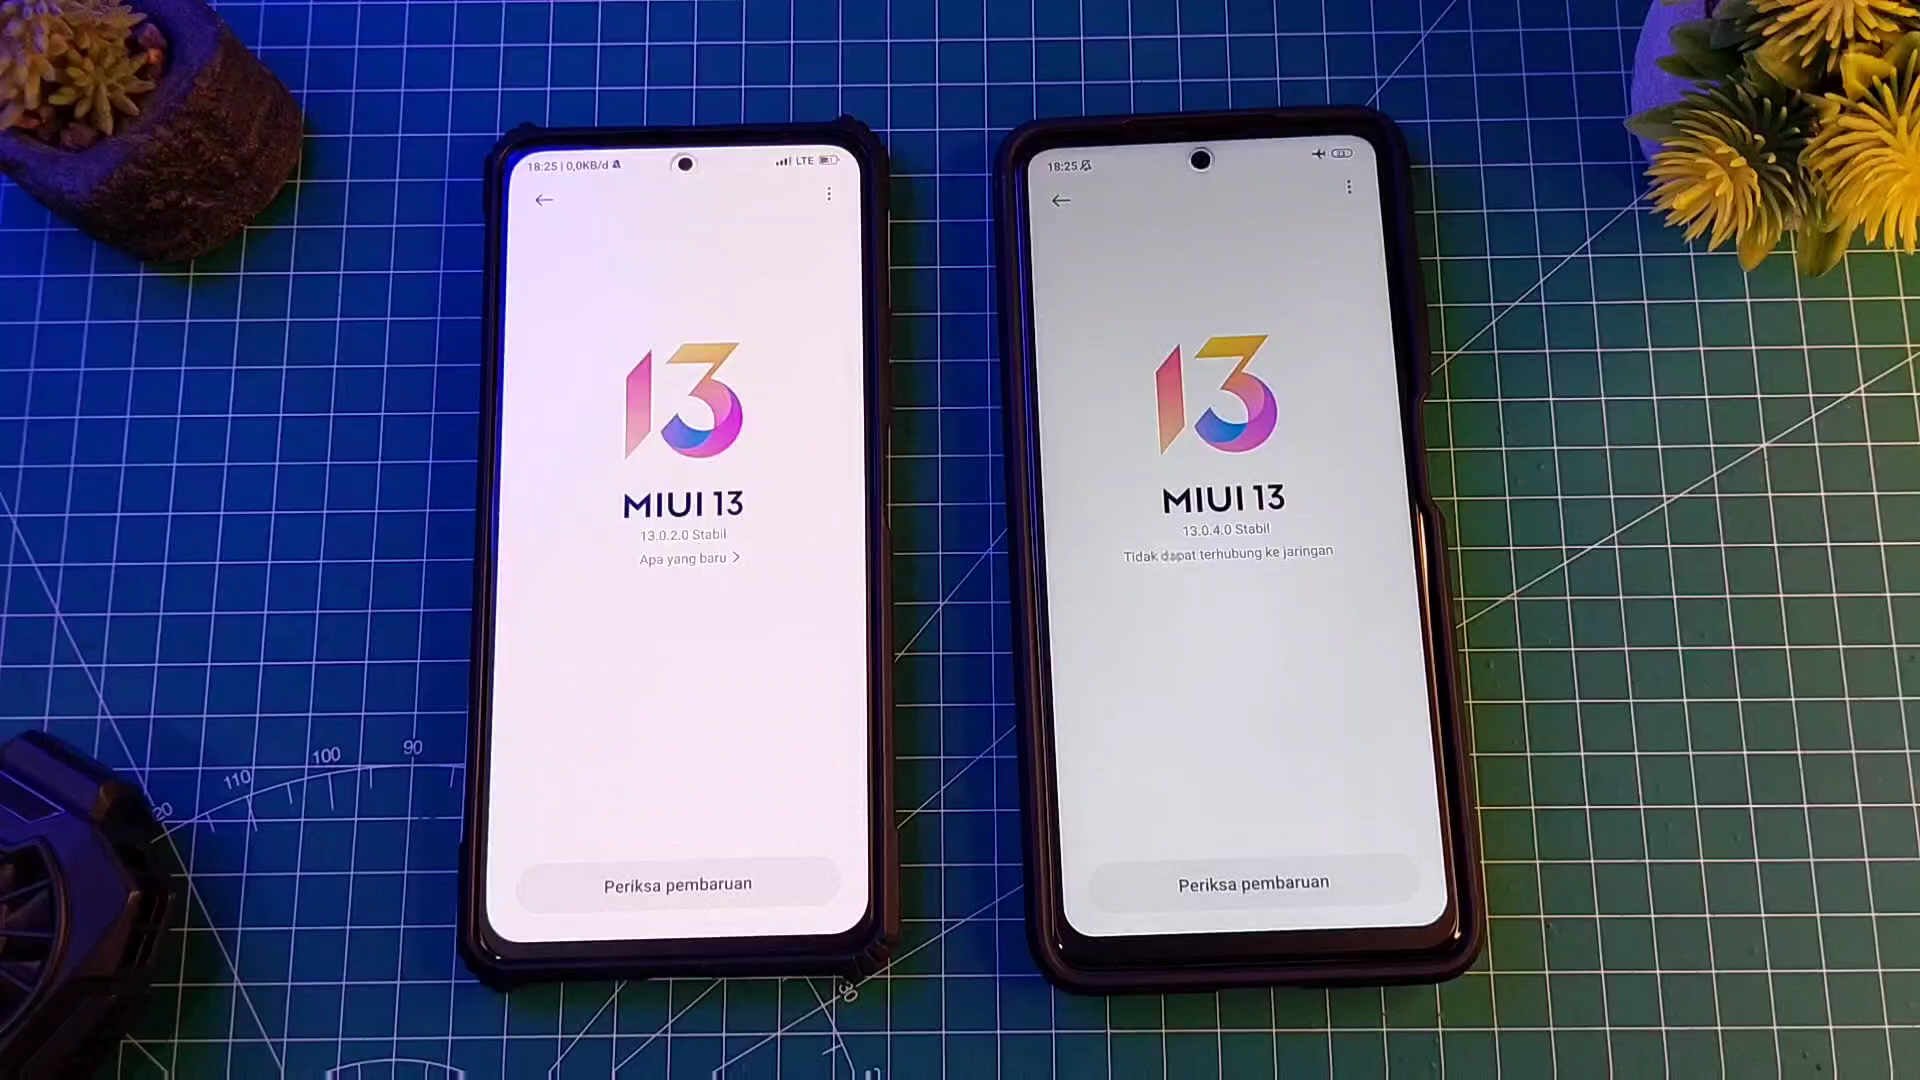 18:25 | 0,0KB/d
LTE
13
MIUI 13
13.0.2.0 Stabil
Apa yang baru >
Periksa pembaruan
18:25
13
MIUI 13
13.0.4.0 Stabil
Tidak dapat terhubung ke jaringan
Periksa pembaruan
110
100
90
20
30